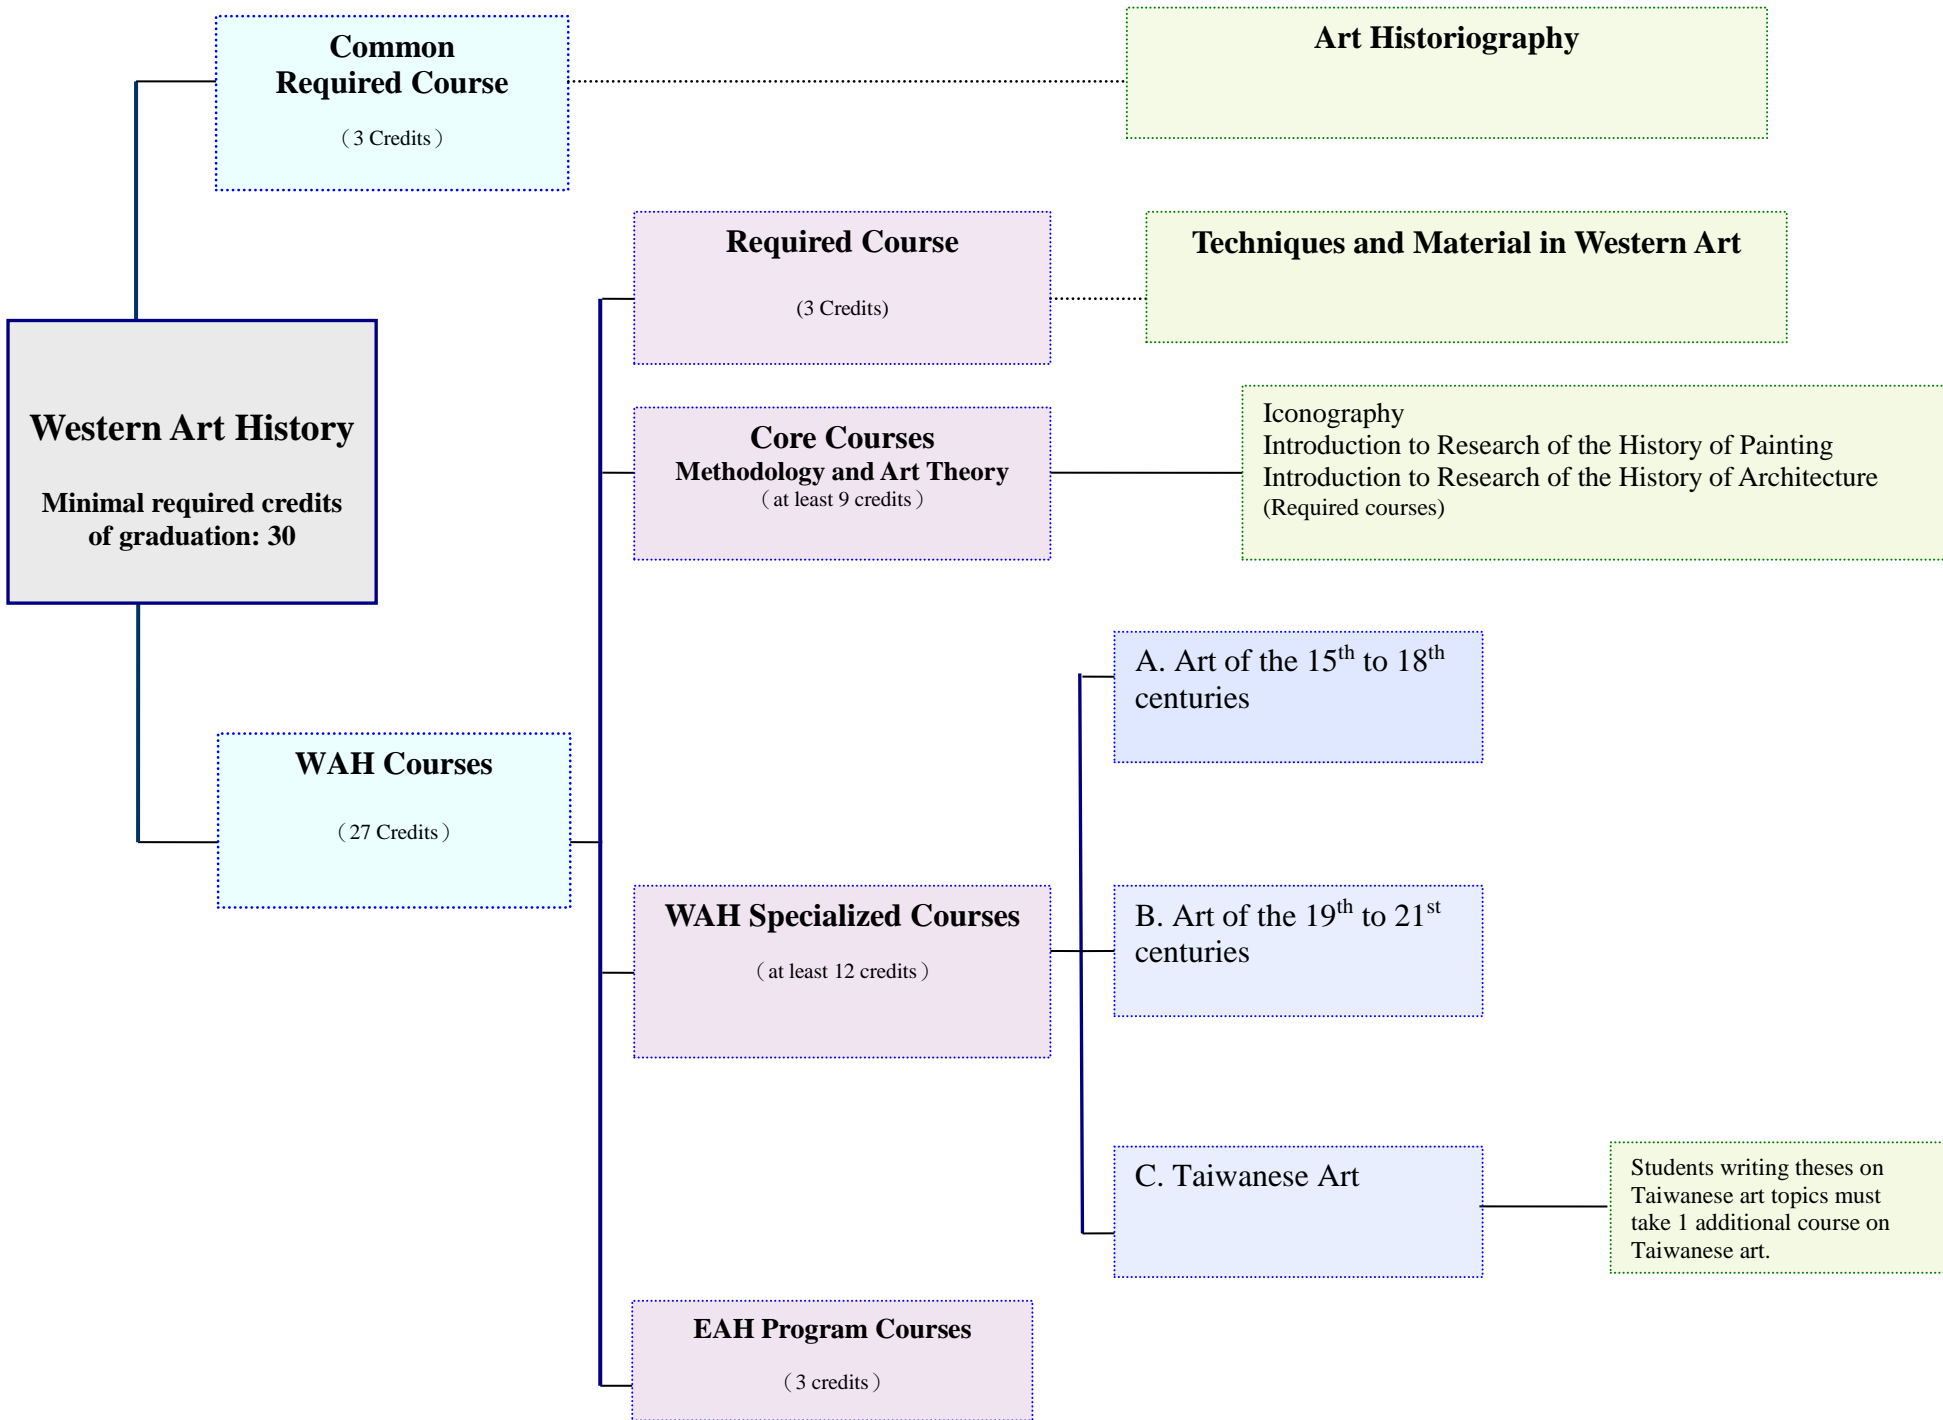 Common
Required Course
（3 Credits）
Art Historiography
Western Art History
Minimal required credits
of graduation: 30
WAH Courses
（27 Credits）
Required Course
(3 Credits)
Techniques and Material in Western Art
Core Courses
Methodology and Art Theory
（at least 9 credits）
Iconography
Introduction to Research of the History of Painting
Introduction to Research of the History of Architecture
(Required courses)
WAH Specialized Courses
（at least 12 credits）
A. Art of the 15th to 18th
centuries
B. Art of the 19th to 21st
centuries
C. Taiwanese Art
Students writing theses on
Taiwanese art topics must
take 1 additional course on
Taiwanese art.
EAH Program Courses
（3 credits）